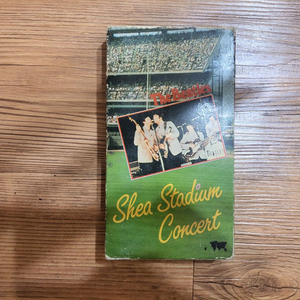 The Beatles
Shea Stadium
Concert